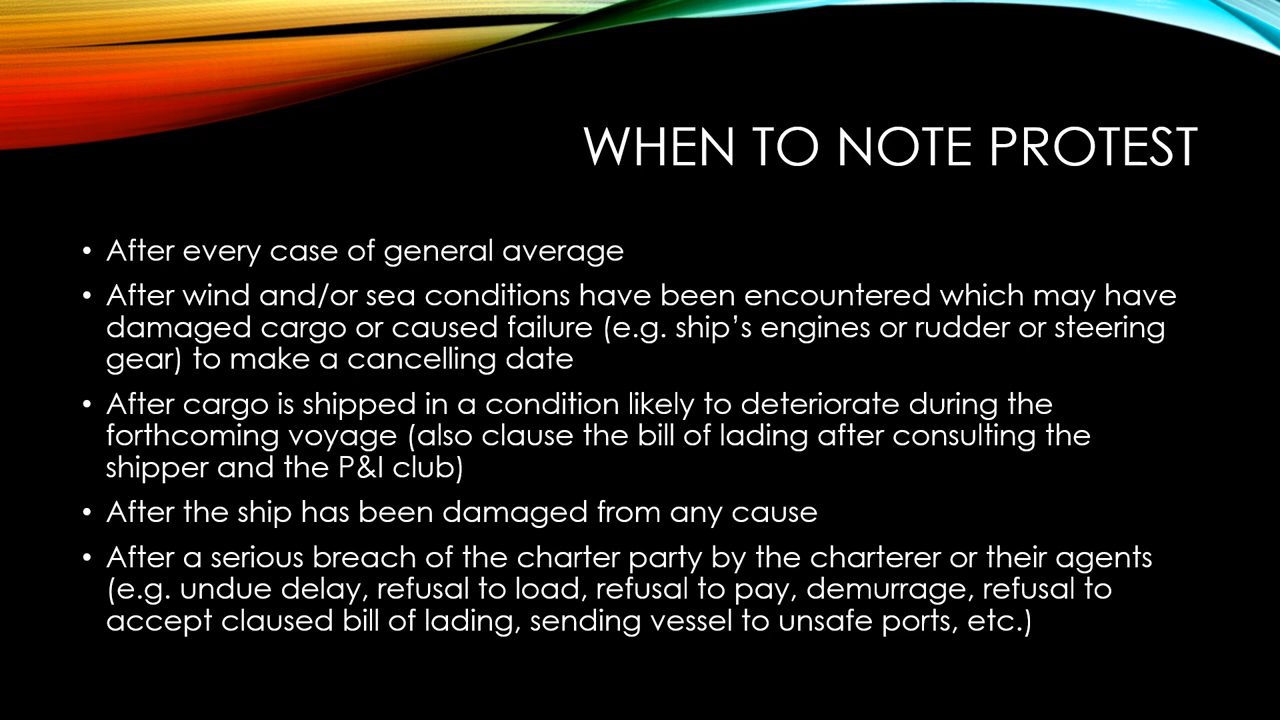 WHEN TO NOTE PROTEST
• After every case of general average
• After wind and/or sea conditions have been encountered which may have
damaged cargo or caused failure (e.g. ship’s engines or rudder or steering
gear) to make a cancelling date
• After cargo is shipped in a condition likely to deteriorate during the
forthcoming voyage (also clause the bill of lading after consulting the
shipper and the P&I club)
• After the ship has been damaged from any cause
• After a serious breach of the charter party by the charterer or their agents
(e.g. undue delay, refusal to load, refusal to pay, demurrage, refusal to
accept claused bill of lading, sending vessel to unsafe ports, etc.)